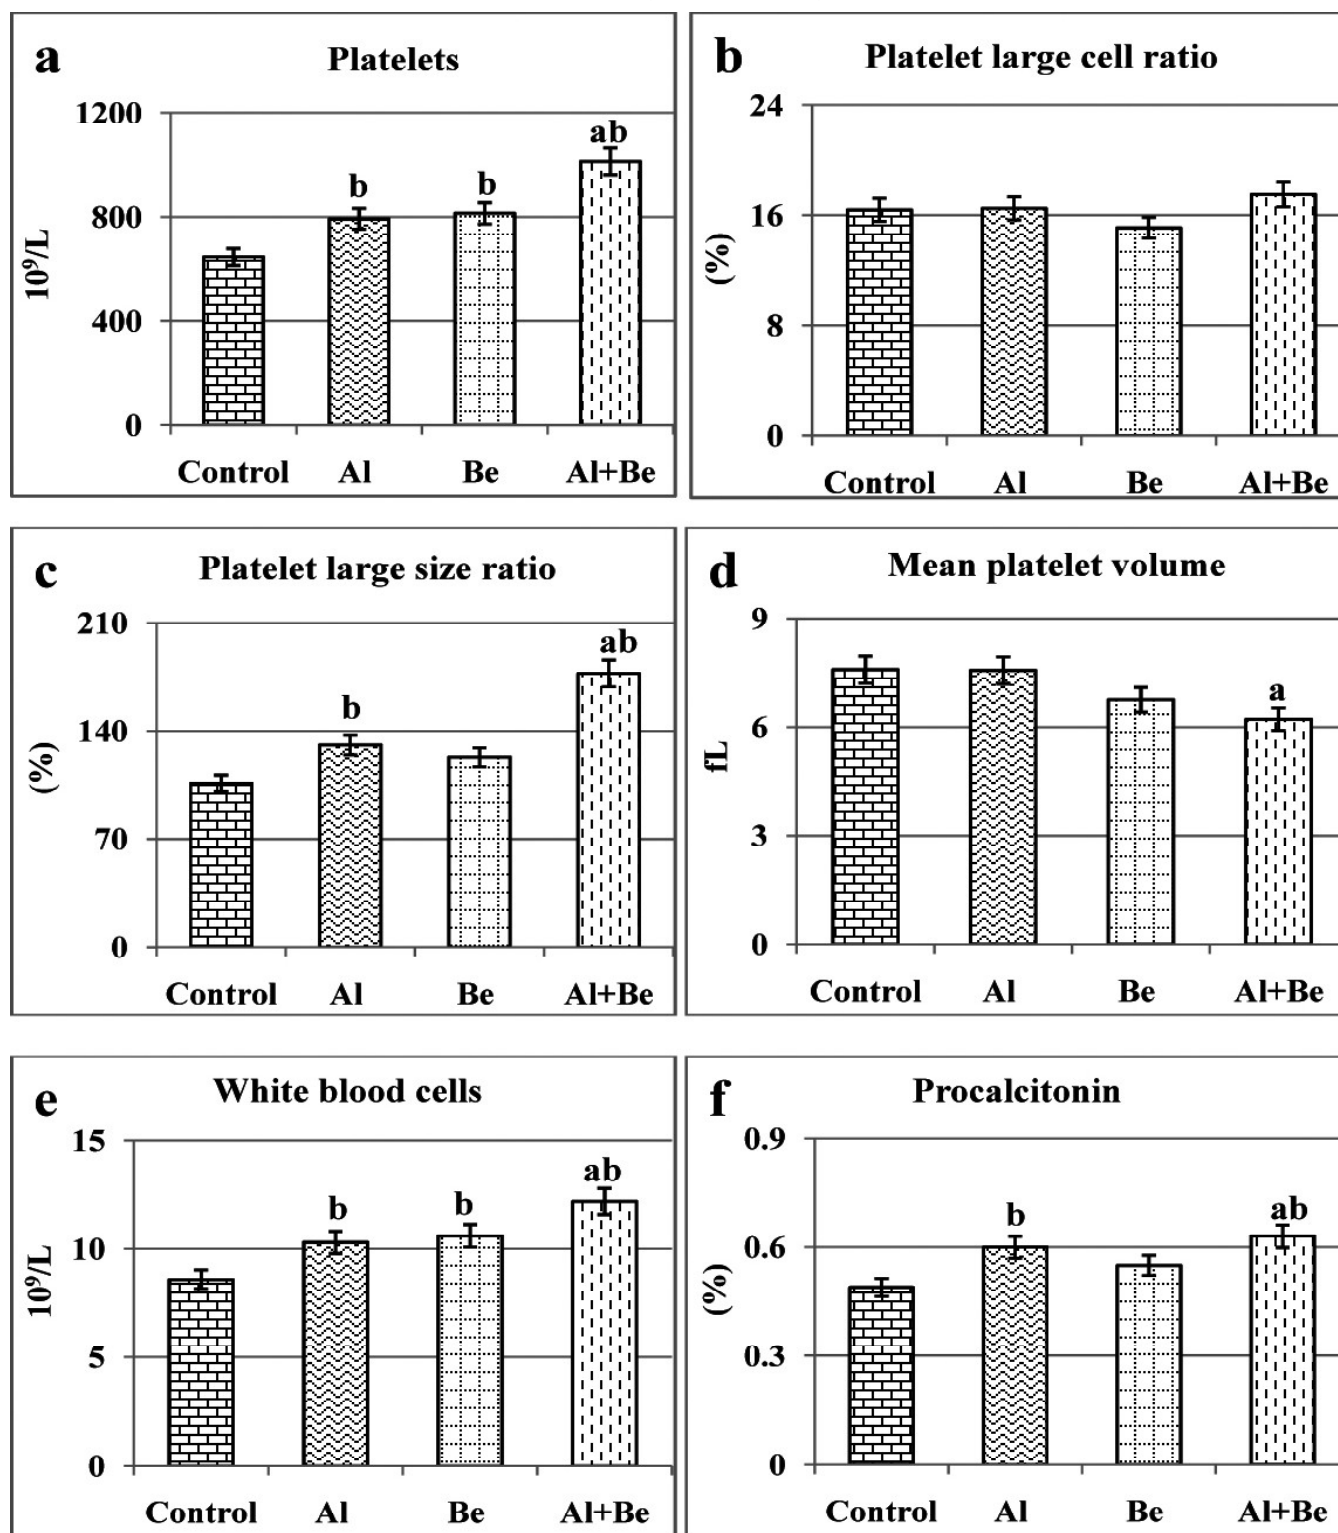 a
Platelets
1200
800
400
0
10⁹/L
b
b
ab
Control Al Be Al+Be
b
Platelet large cell ratio
24
16
8
0
(%)
Control Al Be Al+Be
c
Platelet large size ratio
210
140
70
0
(%)
b
ab
Control Al Be Al+Be
d
Mean platelet volume
9
6
3
0
fL
a
Control Al Be Al+Be
e
White blood cells
15
10
5
0
10⁹/L
b
b
ab
Control Al Be Al+Be
f
Procalcitonin
0.9
0.6
0.3
0
(%)
b
ab
Control Al Be Al+Be